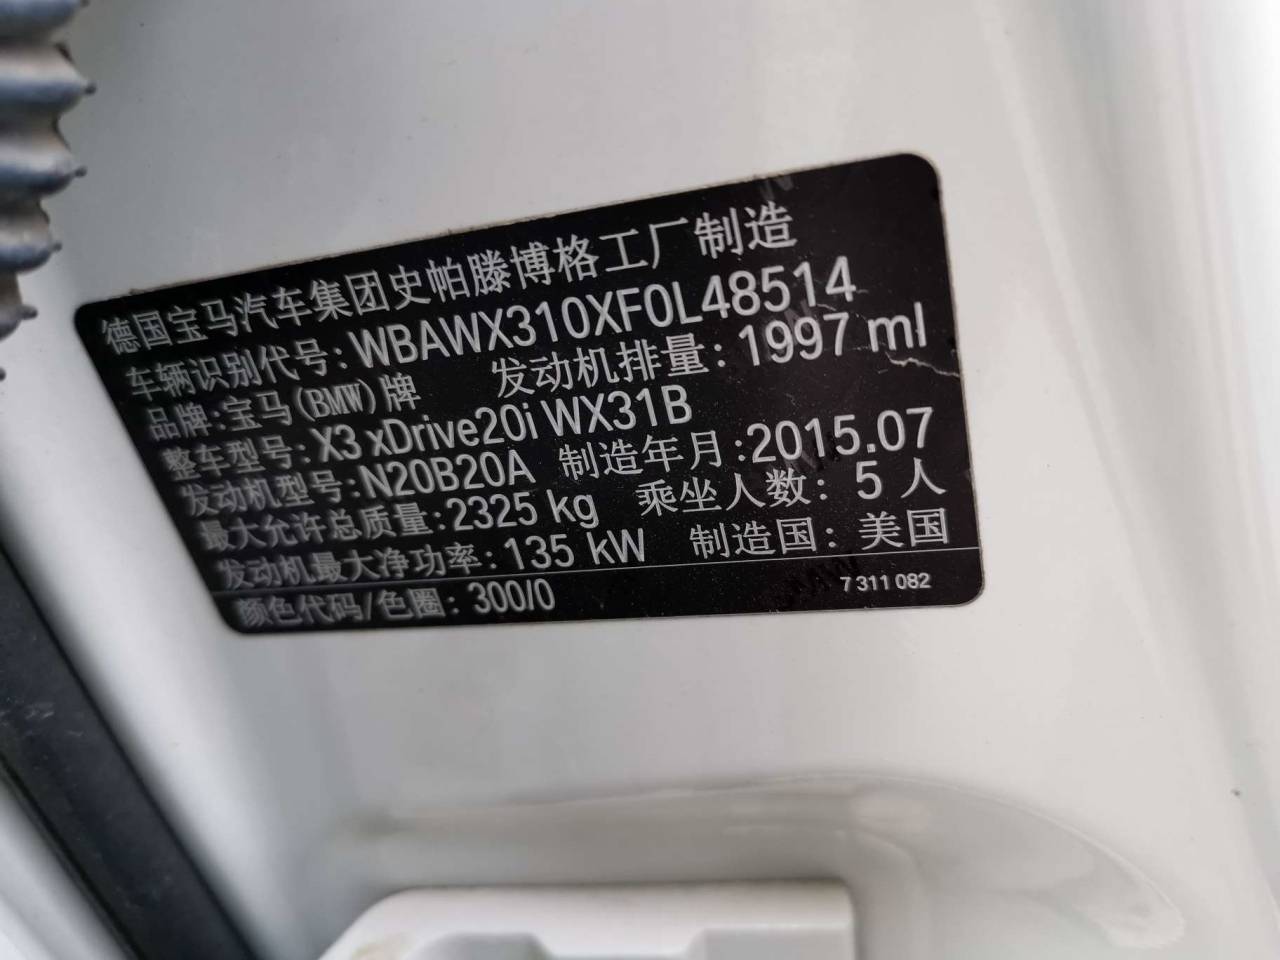 德国宝马汽车集团史帕滕博格工厂制造
车辆识别代号: WBAWX310XF0L48514
品牌: 宝马(BMW)牌 发动机排量: 1997 ml
整车型号: X3 xDrive20i WX31B
发动机型号: N20B20A 制造年月: 2015.07
最大允许总质量: 2325 kg 乘坐人数: 5 人
发动机最大净功率: 135 kW 制造国: 美国
颜色代码/色圈: 300/0 7 311 082